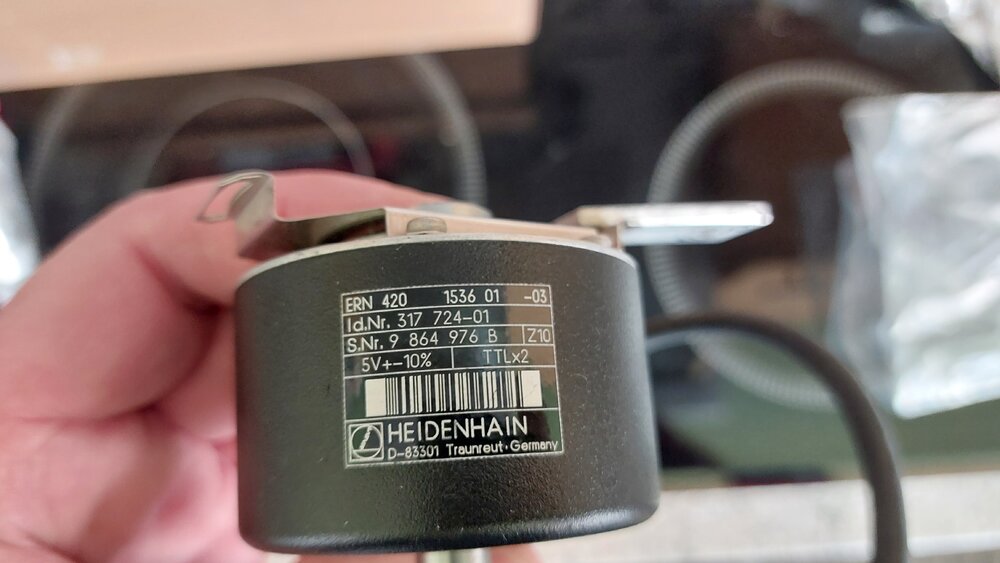 ERN 420 1536 01 -03
Id.Nr. 317 724-01
S.Nr. 9 864 976 B Z10
5V+-10% TTLx2
HEIDENHAIN
D-83301 Traunreut·Germany